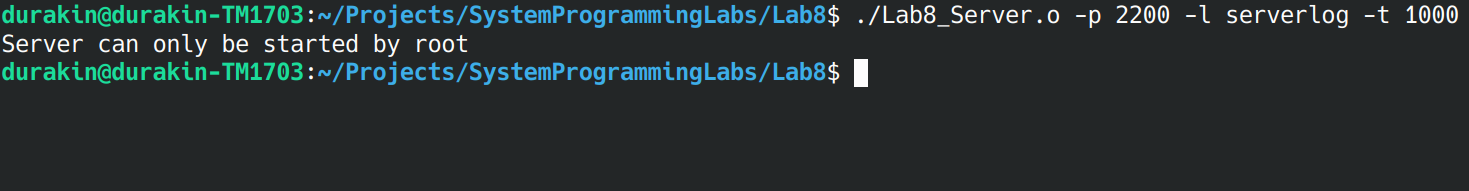 durakin@durakin-TM1703:~/Projects/SystemProgrammingLabs/Lab8$ ./Lab8_Server.o -p 2200 -l serverlog -t 1000
Server can only be started by root
durakin@durakin-TM1703:~/Projects/SystemProgrammingLabs/Lab8$